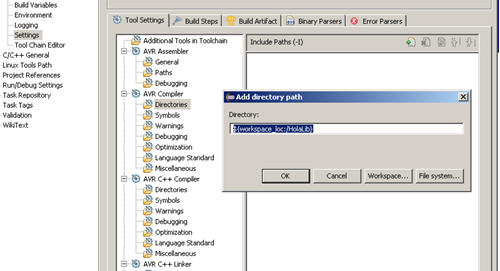 Build Variables
Environment
Logging
Settings
Tool Chain Editor
C/C++ General
Linux Tools Path
Project References
Run/Debug Settings
Task Repository
Task Tags
Validation
WikiText
Tool Settings
Build Steps
Build Artifact
Binary Parsers
Error Parsers
Additional Tools in Toolchain
AVR Assembler
General
Paths
Debugging
AVR Compiler
Directories
Symbols
Warnings
Debugging
Optimization
Language Standard
Miscellaneous
AVR C++ Compiler
Directories
Symbols
Warnings
Debugging
Optimization
Language Standard
Miscellaneous
AVR C++ Linker
Include Paths (-I)
Add directory path
Directory:
${workspace_loc:/HolaLib}
OK
Cancel
Workspace...
File system...